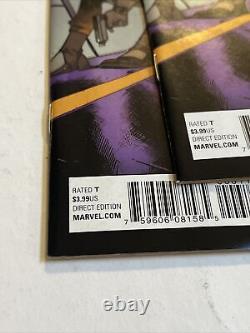 RATED T
$3.99US
DIRECT EDITION
MARVEL.COM
RATED T
$3.99US
DIRECT EDITION
MARVEL.COM
7 59606 08158 5